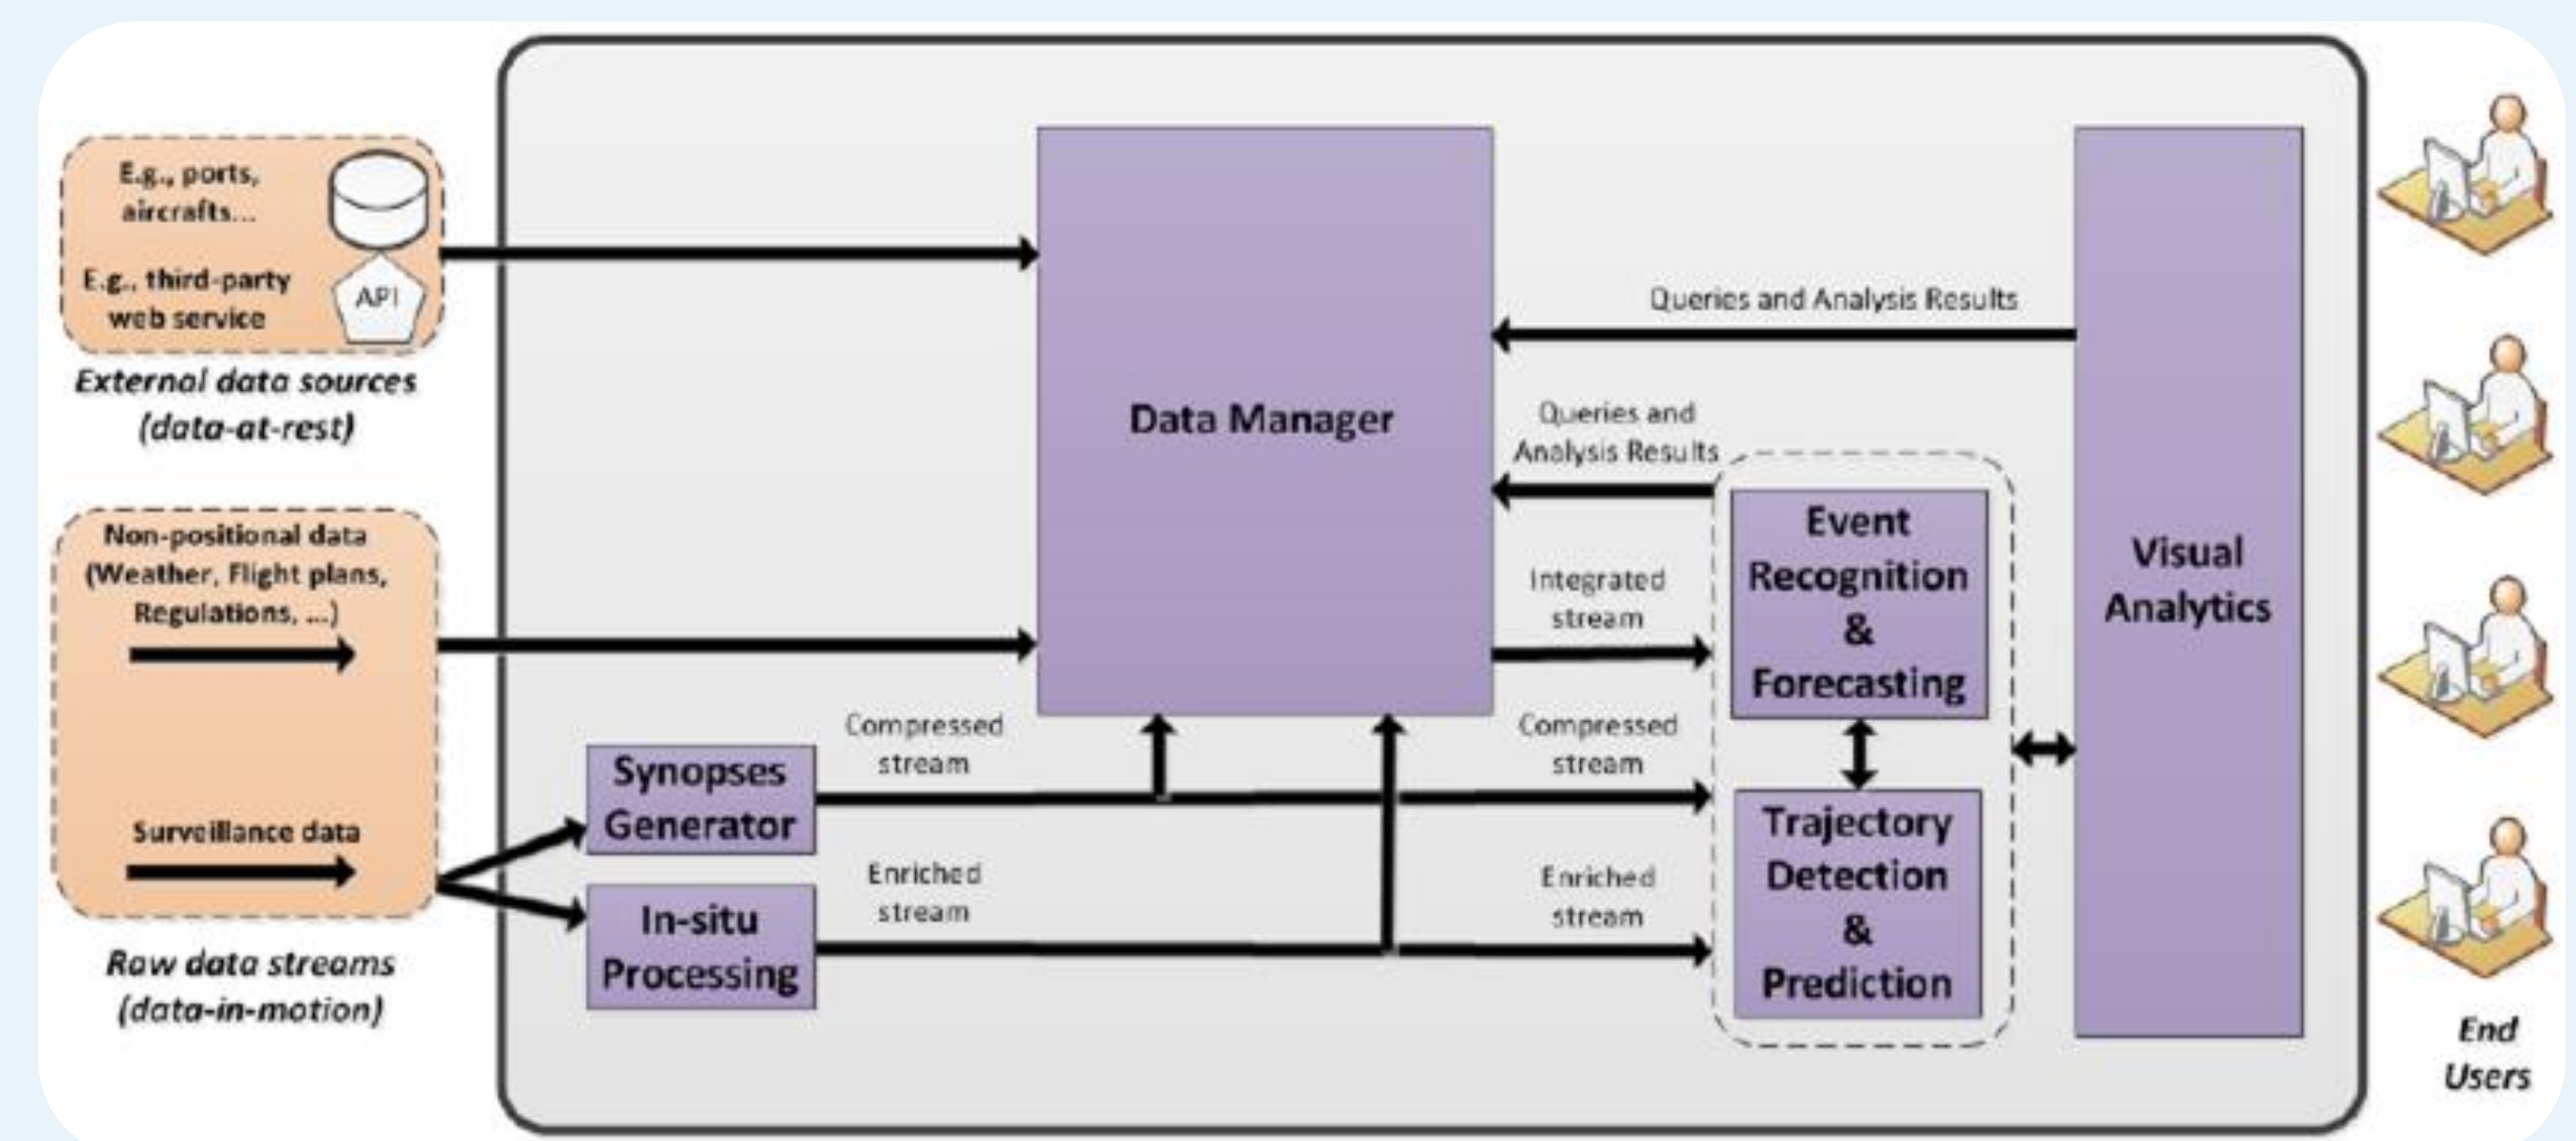 E.g., ports,
aircrafts...
API
E.g., third-party
web service
External data sources
(data-at-rest)
Non-positional data
(Weather, Flight plans,
Regulations, ...)
Surveillance data
Raw data streams
(data-in-motion)
Synopses
Generator
In-situ
Processing
Compressed
stream
Enriched
stream
Data Manager
Queries and Analysis Results
Queries and
Analysis Results
Integrated
stream
Compressed
stream
Enriched
stream
Event
Recognition
&
Forecasting
Trajectory
Detection
&
Prediction
Visual
Analytics
End
Users